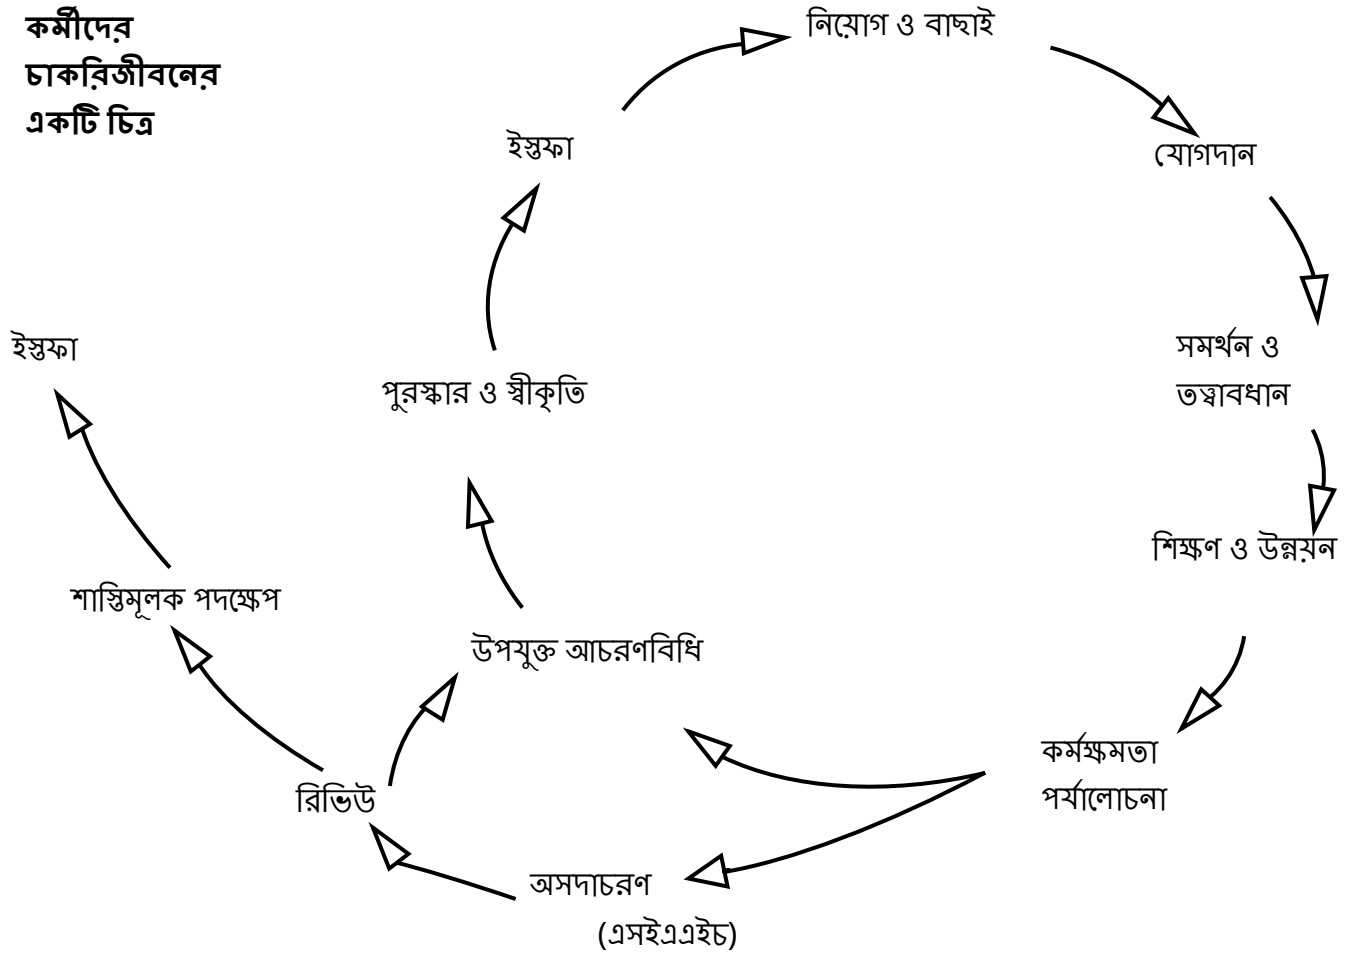 কর্মীদের
চাকরিজীবনের
একটি চিত্র
নিয়োগ ও বাছাই
ইস্তফা
যোগদান
ইস্তফা
সমর্থন ও
তত্ত্বাবধান
পুরস্কার ও স্বীকৃতি
শিক্ষণ ও উন্নয়ন
শাস্তিমূলক পদক্ষেপ
উপযুক্ত আচরণবিধি
কর্মক্ষমতা
পর্যালোচনা
রিভিউ
অসদাচরণ
(এসইএএইচ)